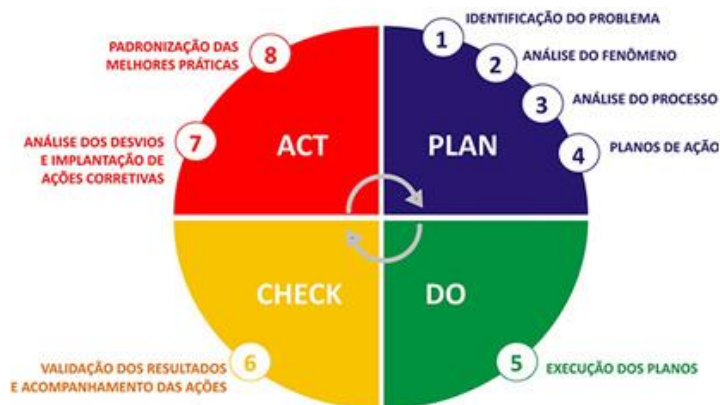 1
IDENTIFICAÇÃO DO PROBLEMA
2
ANÁLISE DO FENÔMENO
3
ANÁLISE DO PROCESSO
4
PLANOS DE AÇÃO
PLAN
DO
5
EXECUÇÃO DOS PLANOS
CHECK
6
VALIDAÇÃO DOS RESULTADOS
E ACOMPANHAMENTO DAS AÇÕES
ACT
7
ANÁLISE DOS DESVIOS
E IMPLANTAÇÃO DE
AÇÕES CORRETIVAS
8
PADRONIZAÇÃO DAS
MELHORES PRÁTICAS